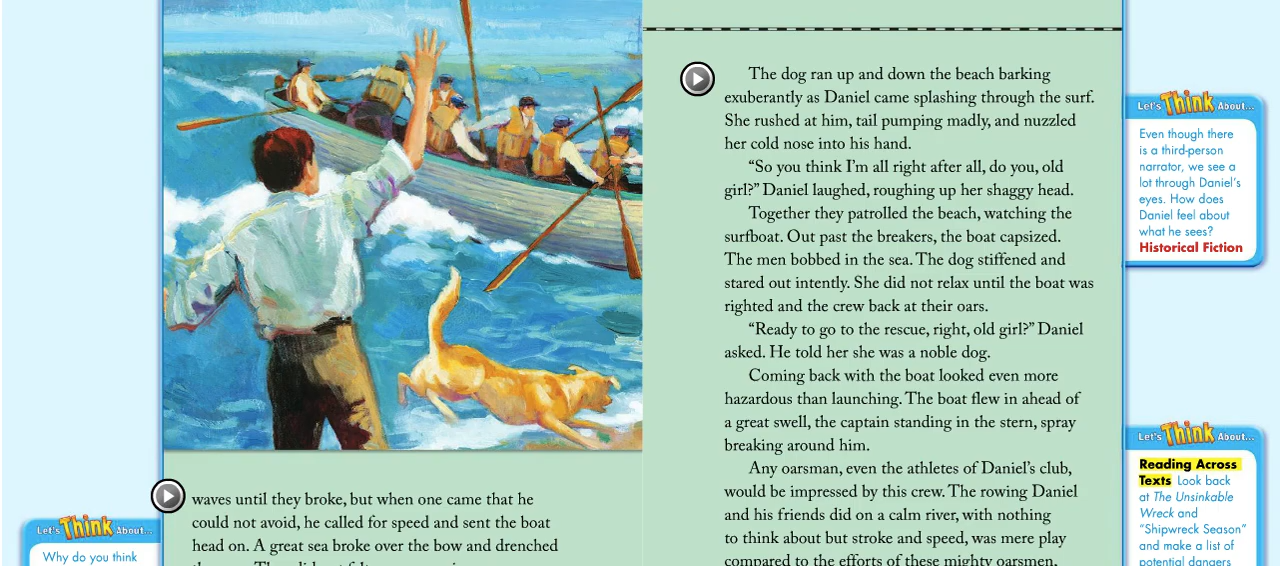 waves until they broke, but when one came that he
could not avoid, he called for speed and sent the boat
head on. A great sea broke over the bow and drenched
Let's Think About...
Why do you think
The dog ran up and down the beach barking
exuberantly as Daniel came splashing through the surf.
She rushed at him, tail pumping madly, and nuzzled
her cold nose into his hand.
“So you think I’m all right after all, do you, old
girl?” Daniel laughed, roughing up her shaggy head.
Together they patrolled the beach, watching the
surfboat. Out past the breakers, the boat capsized.
The men bobbed in the sea. The dog stiffened and
stared out intently. She did not relax until the boat was
righted and the crew back at their oars.
“Ready to go to the rescue, right, old girl?” Daniel
asked. He told her she was a noble dog.
Coming back with the boat looked even more
hazardous than launching. The boat flew in ahead of
a great swell, the captain standing in the stern, spray
breaking around him.
Any oarsman, even the athletes of Daniel’s club,
would be impressed by this crew. The rowing Daniel
and his friends did on a calm river, with nothing
to think about but stroke and speed, was mere play
compared to the efforts of these mighty oarsmen,
Let's Think About...
Even though there
is a third-person
narrator, we see a
lot through Daniel’s
eyes. How does
Daniel feel about
what he sees?
Historical Fiction
Let's Think About...
Reading Across
Texts Look back
at The Unsinkable
Wreck and
“Shipwreck Season”
and make a list of
potential dangers